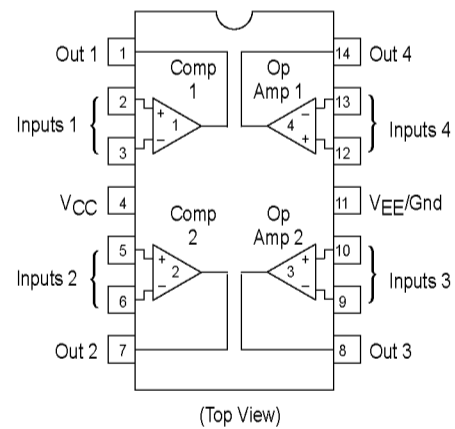 Out 1 1 14 Out 4
Comp 1
Op Amp 1
Inputs 1 2 + 1 − 3
13 − 4 + 12 Inputs 4
VCC 4 11 VEE/Gnd
Comp 2
Op Amp 2
Inputs 2 5 + 2 − 6
10 + 3 − 9 Inputs 3
Out 2 7 8 Out 3
(Top View)